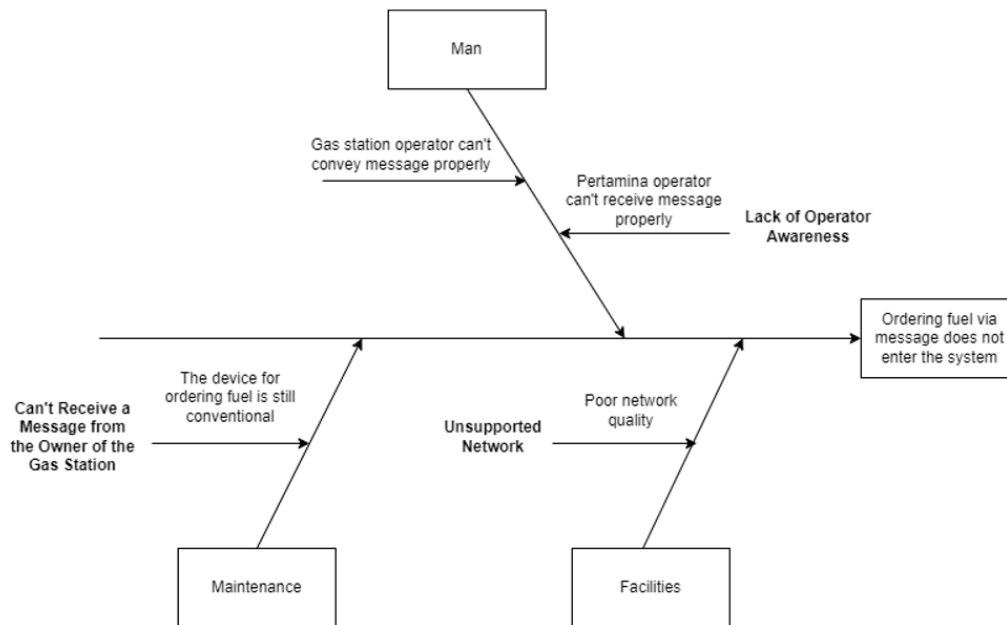 Man
Gas station operator can't
convey message properly
Pertamina operator
can't receive message
properly
Lack of Operator
Awareness
Ordering fuel via
message does not
enter the system
The device for
ordering fuel is still
conventional
Can't Receive a
Message from
the Owner of the
Gas Station
Poor network
quality
Unsupported
Network
Maintenance
Facilities